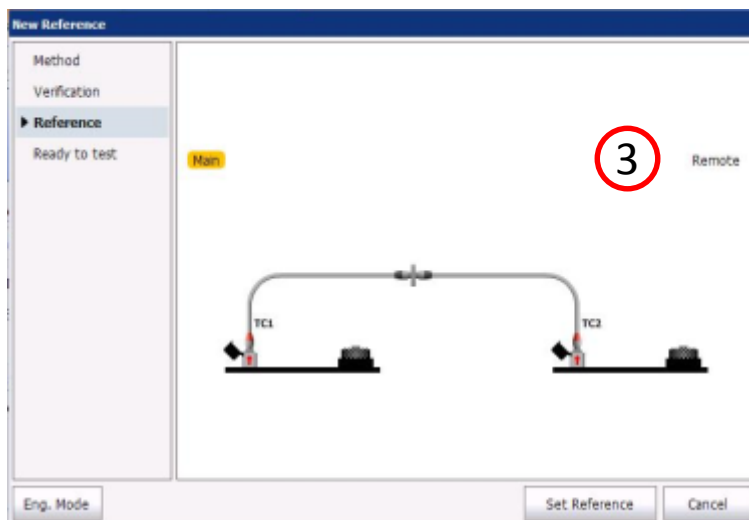 New Reference
Method
Verification
Reference
Ready to test
Main
3
Remote
TC1
TC2
Eng. Mode
Set Reference
Cancel